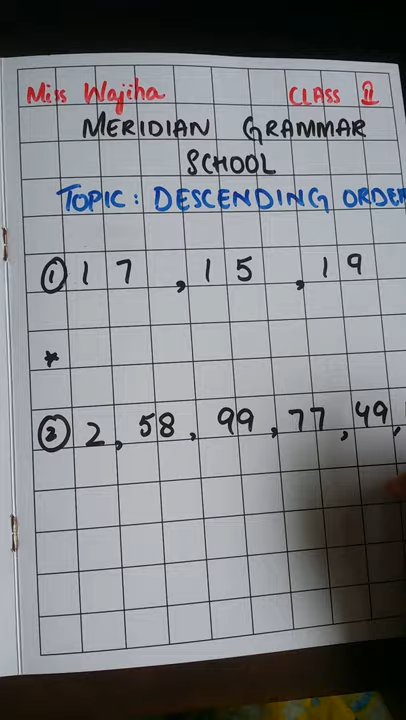 Miss Wajiha CLASS II
MERIDIAN GRAMMAR
SCHOOL
TOPIC: DESCENDING ORDER
① 17, 15, 19
*
② 2, 58, 99, 77, 49,